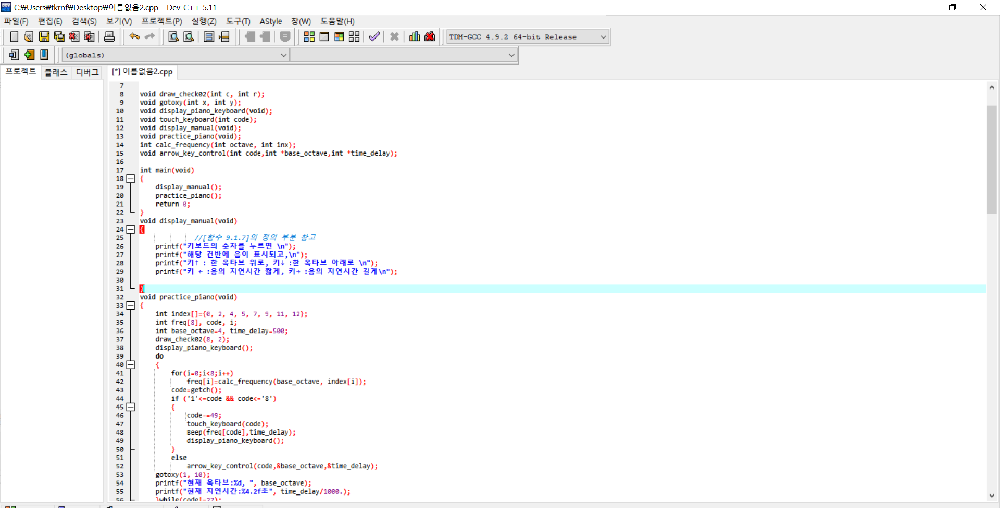 C:₩Users₩tkrnf₩Desktop₩이름없음2.cpp - Dev-C++ 5.11
파일(F) 편집(E) 검색(S) 보기(V) 프로젝트(P) 실행(Z) 도구(T) AStyle 창(W) 도움말(H)
TDM-GCC 4.9.2 64-bit Release
(globals)
프로젝트 클래스 디버그 [*] 이름없음2.cpp
7
8 void draw_check02(int c, int r);
9 void gotoxy(int x, int y);
10 void display_piano_keyboard(void);
11 void touch_keyboard(int code);
12 void display_manual(void);
13 void practice_piano(void);
14 int calc_frequency(int octave, int inx);
15 void arrow_key_control(int code,int *base_octave,int *time_delay);
16
17 int main(void)
18 {
19 display_manual();
20 practice_piano();
21 return 0;
22 }
23 void display_manual(void)
24 {
25 //[함수 9.1.7]의 정의 부분 참고
26 printf("키보드의 숫자를 누르면 \n");
27 printf("해당 건반에 음이 표시되고,\n");
28 printf("키↑ : 한 옥타브 위로, 키↓ :한 옥타브 아래로 \n");
29 printf("키 ← :음의 지연시간 짧게, 키→ :음의 지연시간 길게\n");
30
31 }
32 void practice_piano(void)
33 {
34 int index[]={0, 2, 4, 5, 7, 9, 11, 12};
35 int freq[8], code, i;
36 int base_octave=4, time_delay=500;
37 draw_check02(8, 2);
38 display_piano_keyboard();
39 do
40 {
41 for(i=0;i<8;i++)
42 freq[i]=calc_frequency(base_octave, index[i]);
43 code=getch();
44 if ('1'<=code && code<='8')
45 {
46 code-=49;
47 touch_keyboard(code);
48 Beep(freq[code],time_delay);
49 display_piano_keyboard();
50 }
51 else
52 arrow_key_control(code,&base_octave,&time_delay);
53 gotoxy(1, 10);
54 printf("현재 옥타브:%d, ", base_octave);
55 printf("현재 지연시간:%4.2f초", time_delay/1000.);
56 }while(code!=27);